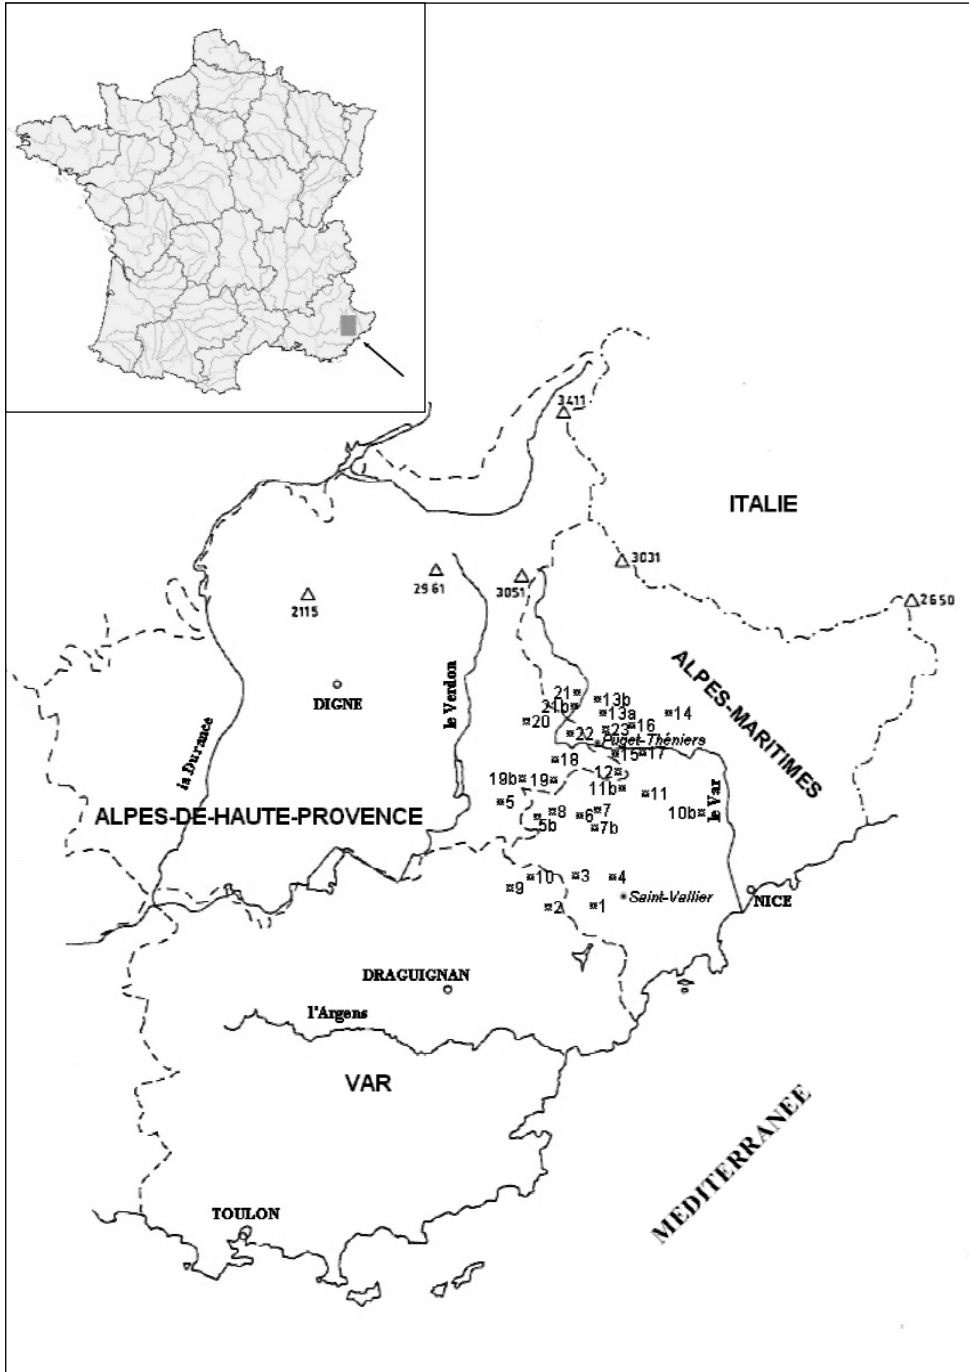 3411
ITALIE
3031
2961
3051
2115
2650
ALPES-MARITIMES
le Verdon
DIGNE
21
13b
21b
13a
14
20
16
22
23
Puget-Théniers
la Durance
15
17
18
12
19b
19
11b
11
5
ALPES-DE-HAUTE-PROVENCE
8
7
10b
le Var
5b
6
7b
10
3
4
9
Saint-Vallier
NICE
2
1
DRAGUIGNAN
l'Argens
VAR
MEDITERRANEE
TOULON